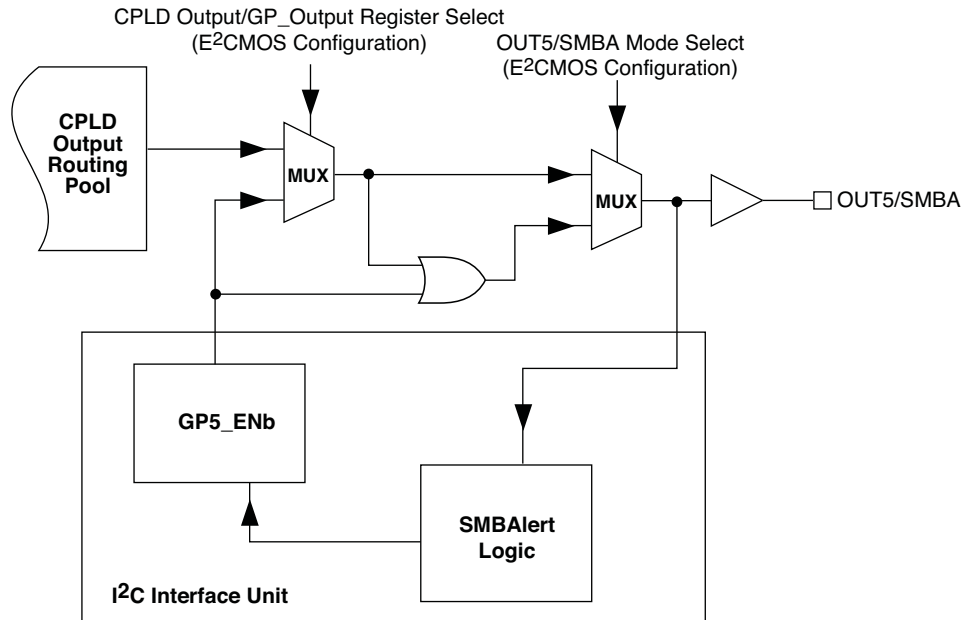 CPLD Output/GP_Output Register Select
(E²CMOS Configuration)
OUT5/SMBA Mode Select
(E²CMOS Configuration)
CPLD
Output
Routing
Pool
MUX
MUX
OUT5/SMBA
GP5_ENb
SMBAlert
Logic
I²C Interface Unit